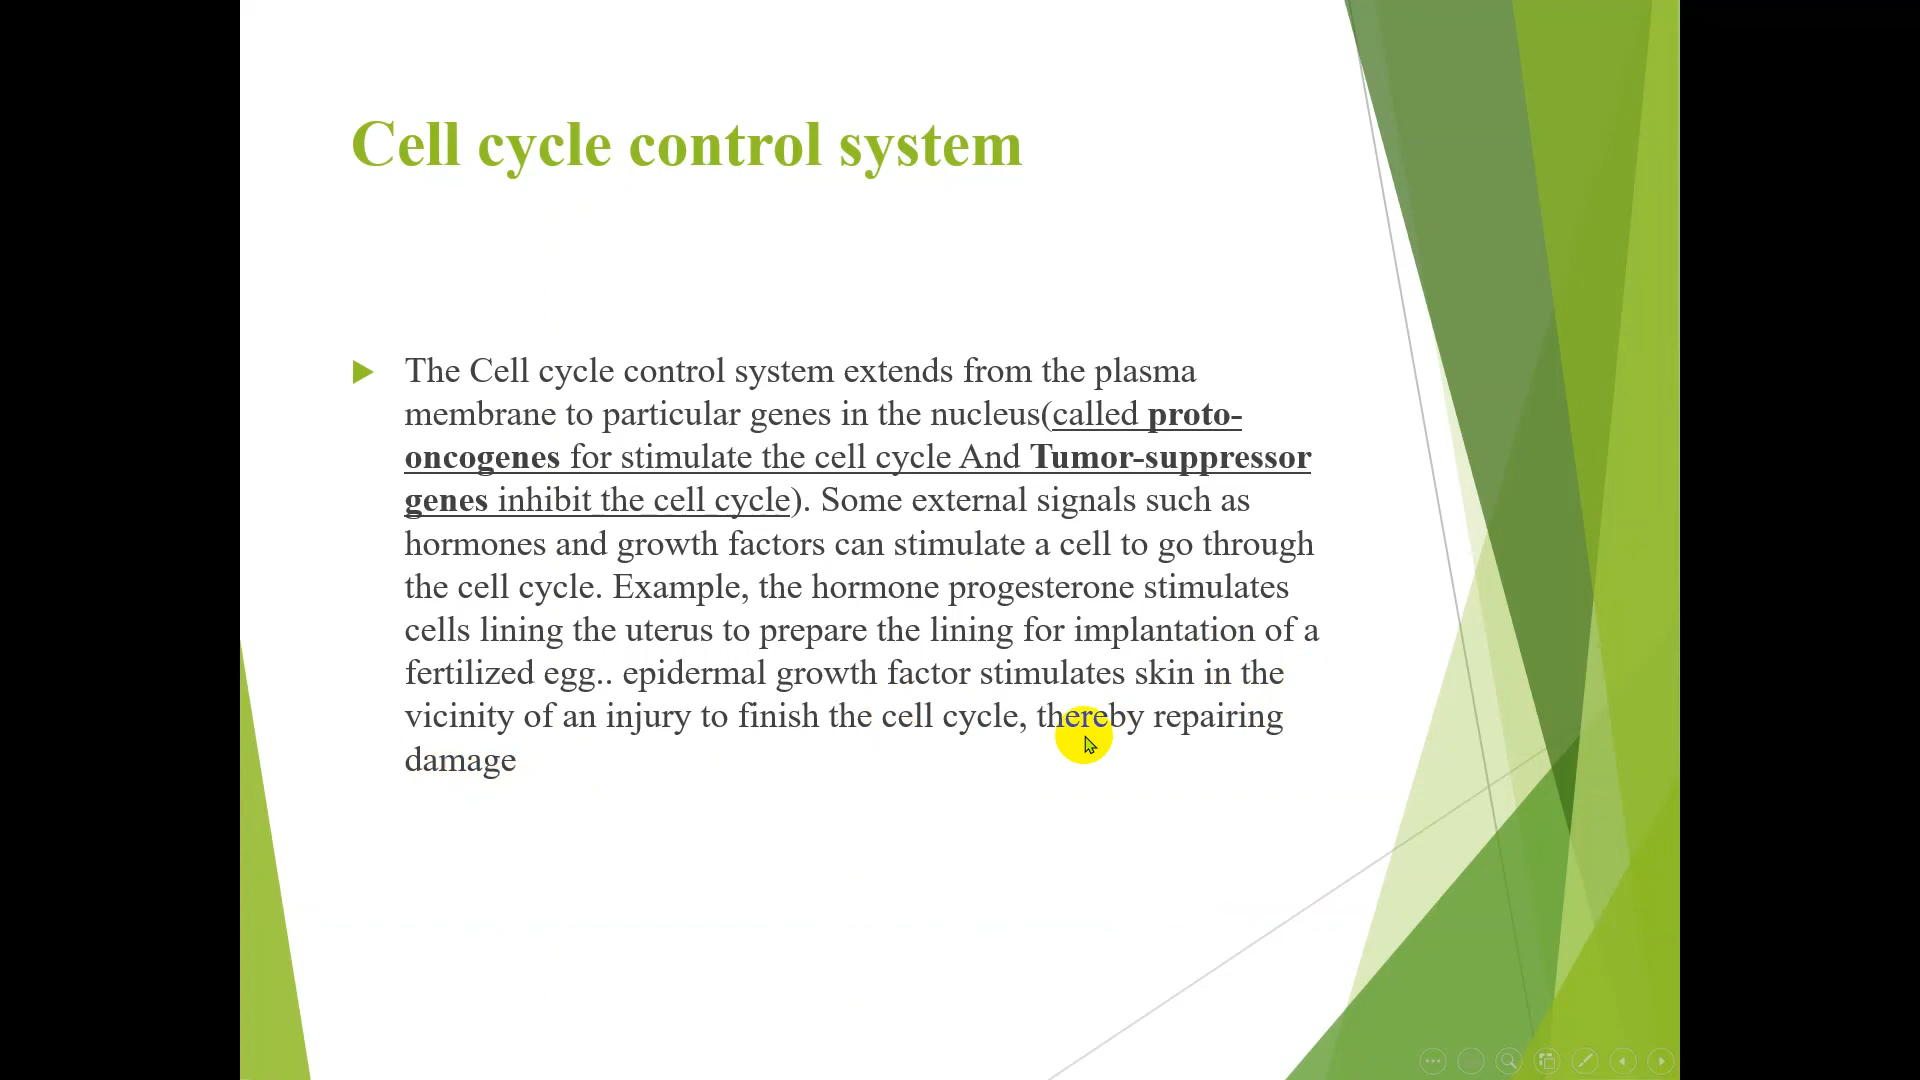 Cell cycle control system
The Cell cycle control system extends from the plasma
membrane to particular genes in the nucleus(called proto-
oncogenes for stimulate the cell cycle And Tumor-suppressor
genes inhibit the cell cycle). Some external signals such as
hormones and growth factors can stimulate a cell to go through
the cell cycle. Example, the hormone progesterone stimulates
cells lining the uterus to prepare the lining for implantation of a
fertilized egg.. epidermal growth factor stimulates skin in the
vicinity of an injury to finish the cell cycle, thereby repairing
damage